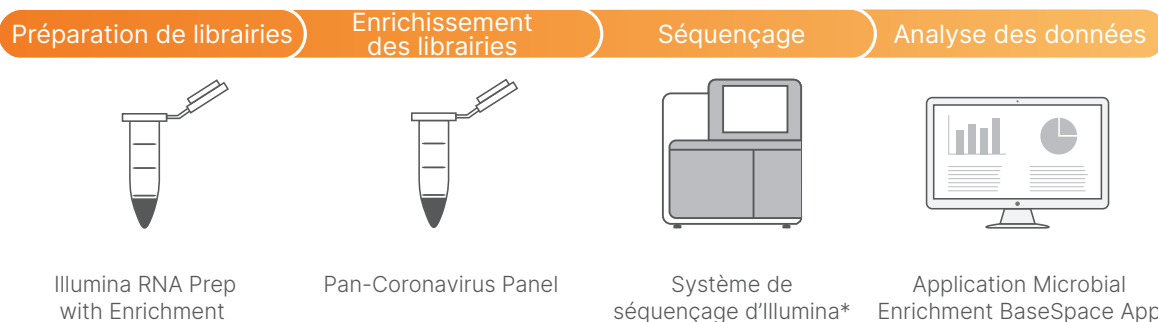 Préparation de librairies
Enrichissement
des librairies
Séquençage
Analyse des données
Illumina RNA Prep
with Enrichment
Pan-Coronavirus Panel
Système de
séquençage d'Illumina*
Application Microbial
Enrichment BaseSpace App